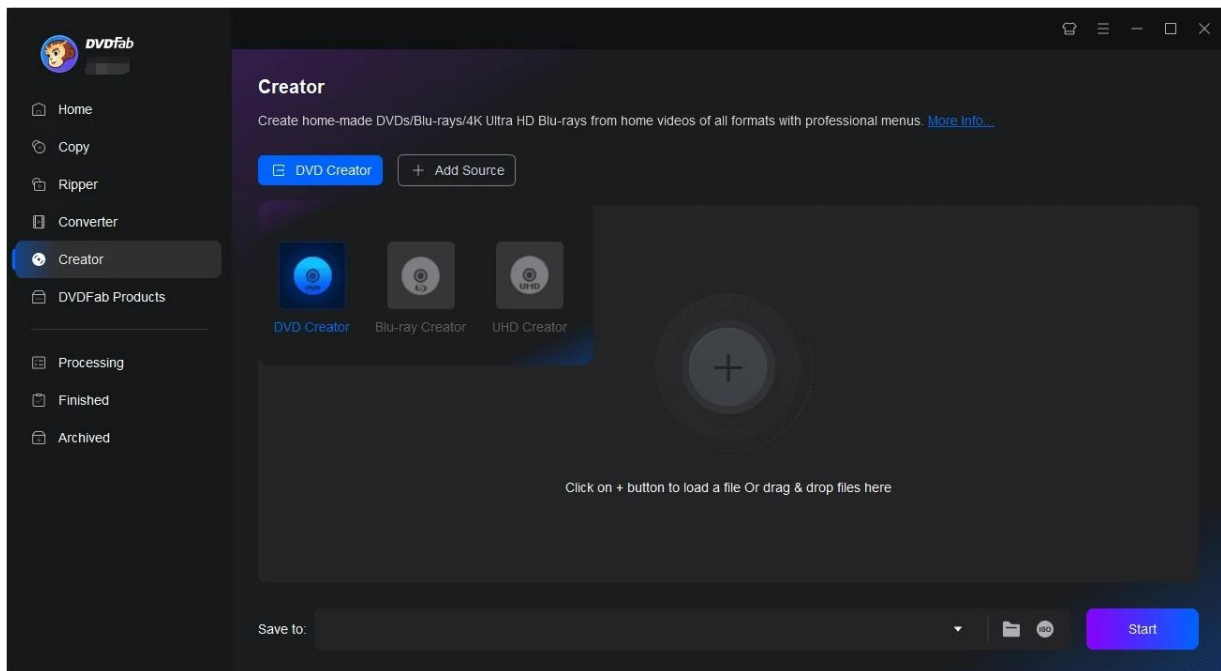 DVDFab
Home
Copy
Ripper
Converter
Creator
DVDFab Products
Processing
Finished
Archived
Creator
Create home-made DVDs/Blu-rays/4K Ultra HD Blu-rays from home videos of all formats with professional menus. More Info...
DVD Creator
Add Source
DVD
UHD
DVD Creator Blu-ray Creator UHD Creator
Click on + button to load a file Or drag & drop files here
Save to:
ISO
Start